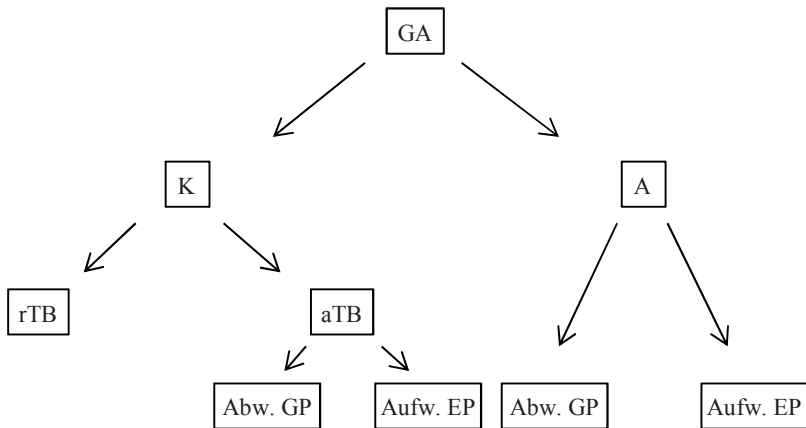 GA
K
A
rTB
aTB
Abw. GP
Aufw. EP
Abw. GP
Aufw. EP